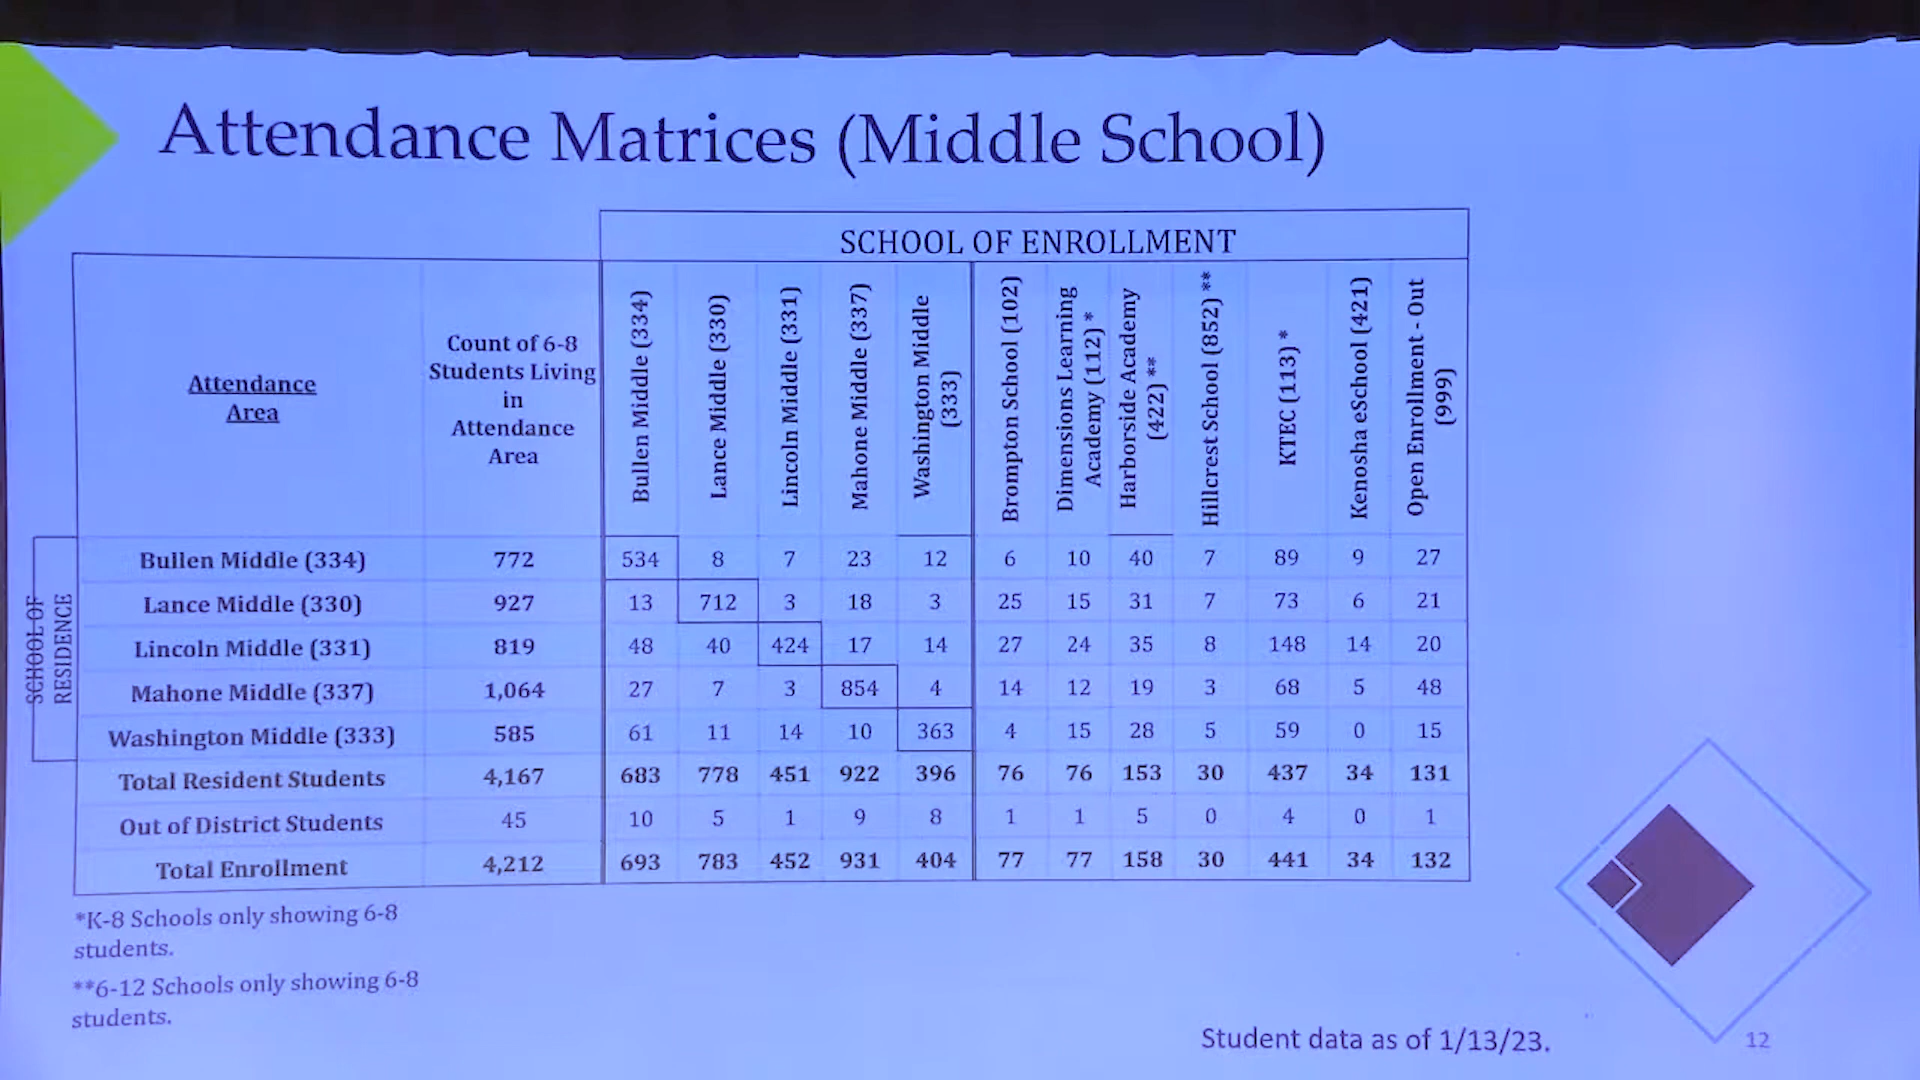 Attendance Matrices (Middle School)
SCHOOL OF ENROLLMENT
Attendance
Area
Count of 6-8
Students Living
in
Attendance
Area
Bullen Middle (334)
Lance Middle (330)
Lincoln Middle (331)
Mahone Middle (337)
Washington Middle
(333)
Brompton School (102)
Dimensions Learning
Academy (112) *
Harborside Academy
(422) **
Hillcrest School (852) **
KTEC (113) *
Kenosha eSchool (421)
Open Enrollment - Out
(999)
SCHOOL OF
RESIDENCE
Bullen Middle (334) 772 534 8 7 23 12 6 10 40 7 89 9 27
Lance Middle (330) 927 13 712 3 18 3 25 15 31 7 73 6 21
Lincoln Middle (331) 819 48 40 424 17 14 27 24 35 8 148 14 20
Mahone Middle (337) 1,064 27 7 3 854 4 14 12 19 3 68 5 48
Washington Middle (333) 585 61 11 14 10 363 4 15 28 5 59 0 15
Total Resident Students 4,167 683 778 451 922 396 76 76 153 30 437 34 131
Out of District Students 45 10 5 1 9 8 1 1 5 0 4 0 1
Total Enrollment 4,212 693 783 452 931 404 77 77 158 30 441 34 132
*K-8 Schools only showing 6-8
students.
**6-12 Schools only showing 6-8
students.
Student data as of 1/13/23.
12